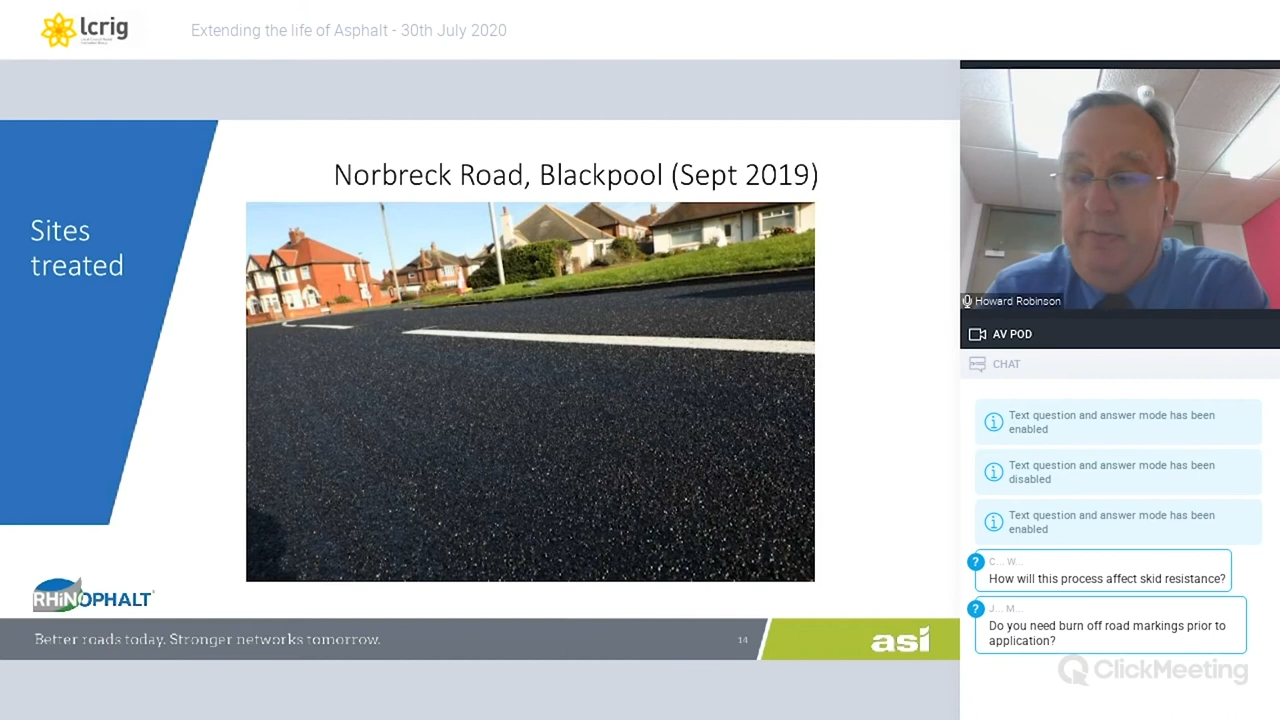 lcrig
Extending the life of Asphalt - 30th July 2020
Norbreck Road, Blackpool (Sept 2019)
Sites
treated
RHiNOPHALT
Better roads today. Stronger networks tomorrow.
14
asi
Howard Robinson
AV POD
CHAT
Text question and answer mode has been
enabled
Text question and answer mode has been
disabled
Text question and answer mode has been
enabled
? C... W...
How will this process affect skid resistance?
? J... M...
Do you need burn off road markings prior to
application?
ClickMeeting